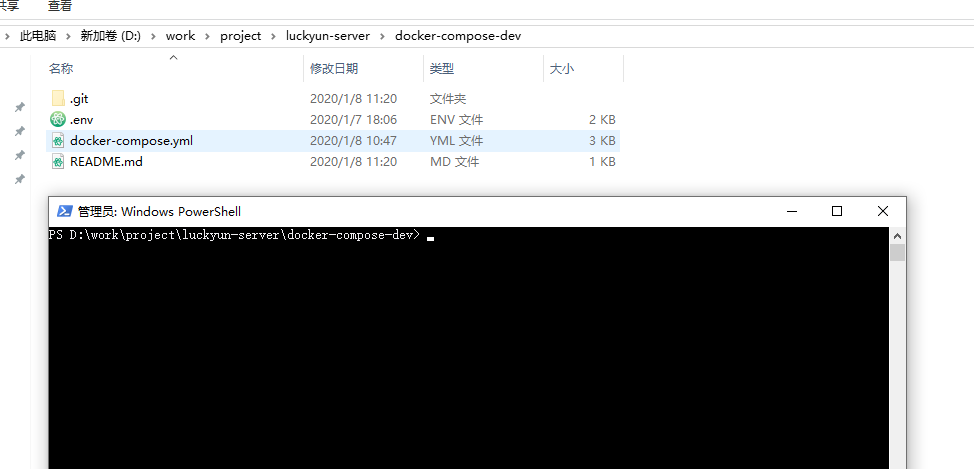 共享 查看
此电脑 新加卷 (D:) work project luckyun-server docker-compose-dev
名称 修改日期 类型 大小
.git 2020/1/8 11:20 文件夹
.env 2020/1/7 18:06 ENV 文件 2 KB
docker-compose.yml 2020/1/8 10:47 YML 文件 3 KB
README.md 2020/1/8 11:20 MD 文件 1 KB
管理员: Windows PowerShell
PS D:\work\project\luckyun-server\docker-compose-dev>